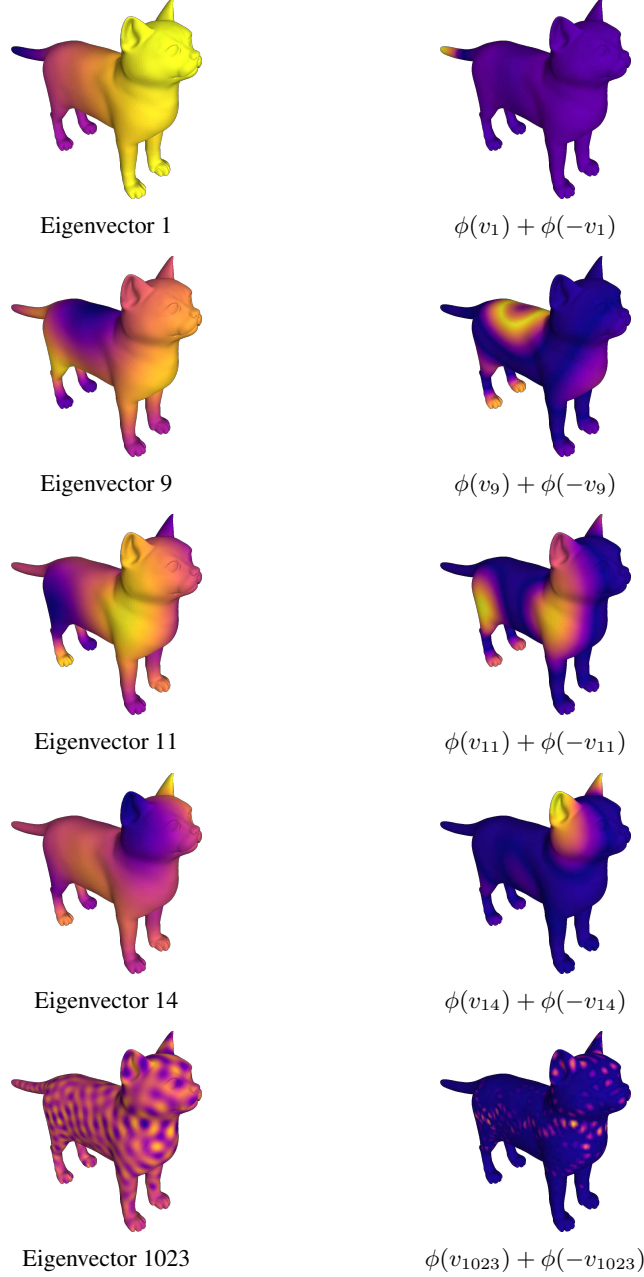 Eigenvector 1
ϕ(v₁) + ϕ(−v₁)
Eigenvector 9
ϕ(v₉) + ϕ(−v₉)
Eigenvector 11
ϕ(v₁₁) + ϕ(−v₁₁)
Eigenvector 14
ϕ(v₁₄) + ϕ(−v₁₄)
Eigenvector 1023
ϕ(v₁₀₂₃) + ϕ(−v₁₀₂₃)